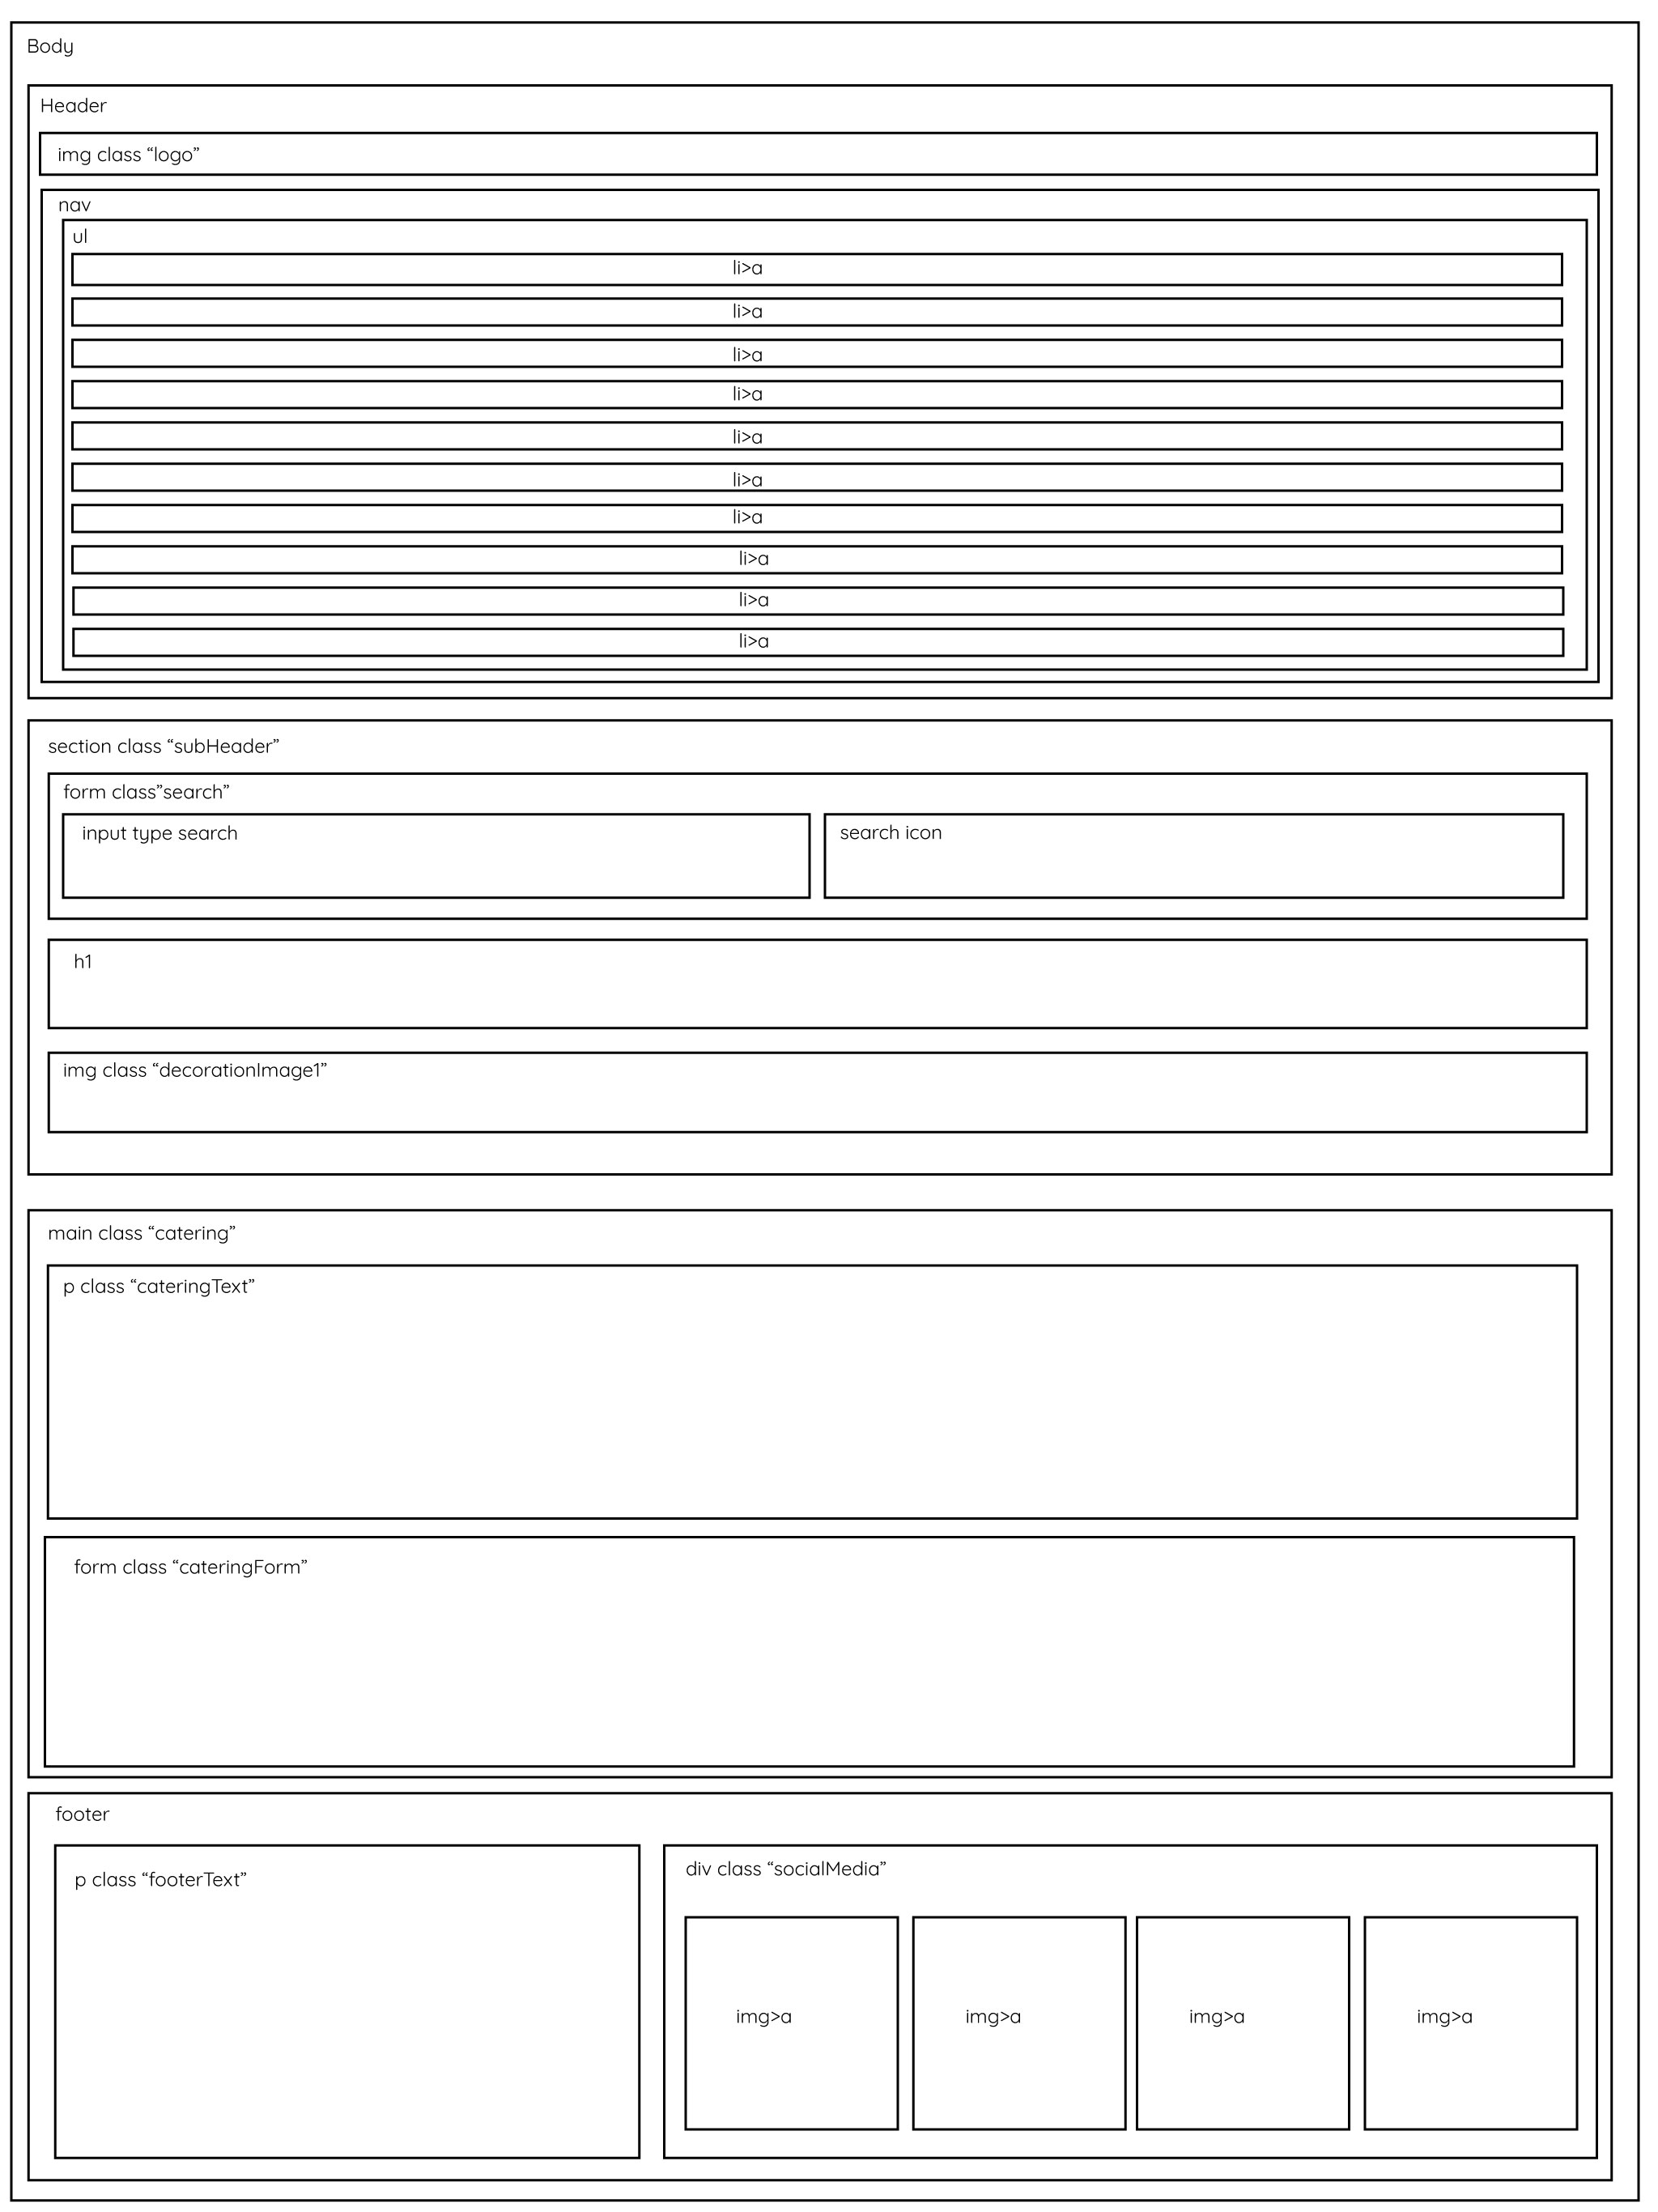 Body
Header
img class “logo”
nav
ul
li>a
li>a
li>a
li>a
li>a
li>a
li>a
li>a
li>a
li>a
section class “subHeader”
form class”search”
input type search
search icon
h1
img class “decorationImage1”
main class “catering”
p class “cateringText”
form class “cateringForm”
footer
p class “footerText”
div class “socialMedia”
img>a
img>a
img>a
img>a